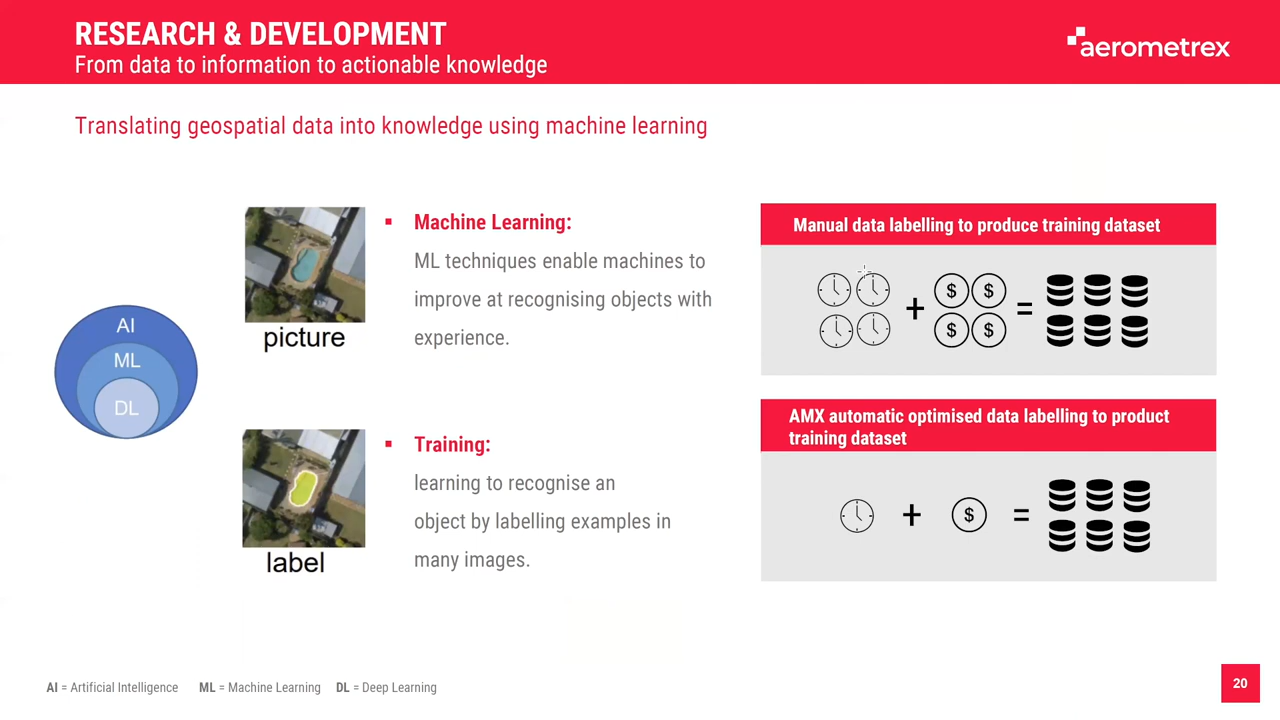 RESEARCH & DEVELOPMENT
From data to information to actionable knowledge
aerometrex
Translating geospatial data into knowledge using machine learning
AI
ML
DL
picture
▪ Machine Learning:
ML techniques enable machines to
improve at recognising objects with
experience.
label
▪ Training:
learning to recognise an
object by labelling examples in
many images.
Manual data labelling to produce training dataset
+ $ $ =
$ $
AMX automatic optimised data labelling to product
training dataset
+ $ =
AI = Artificial Intelligence ML = Machine Learning DL = Deep Learning
20